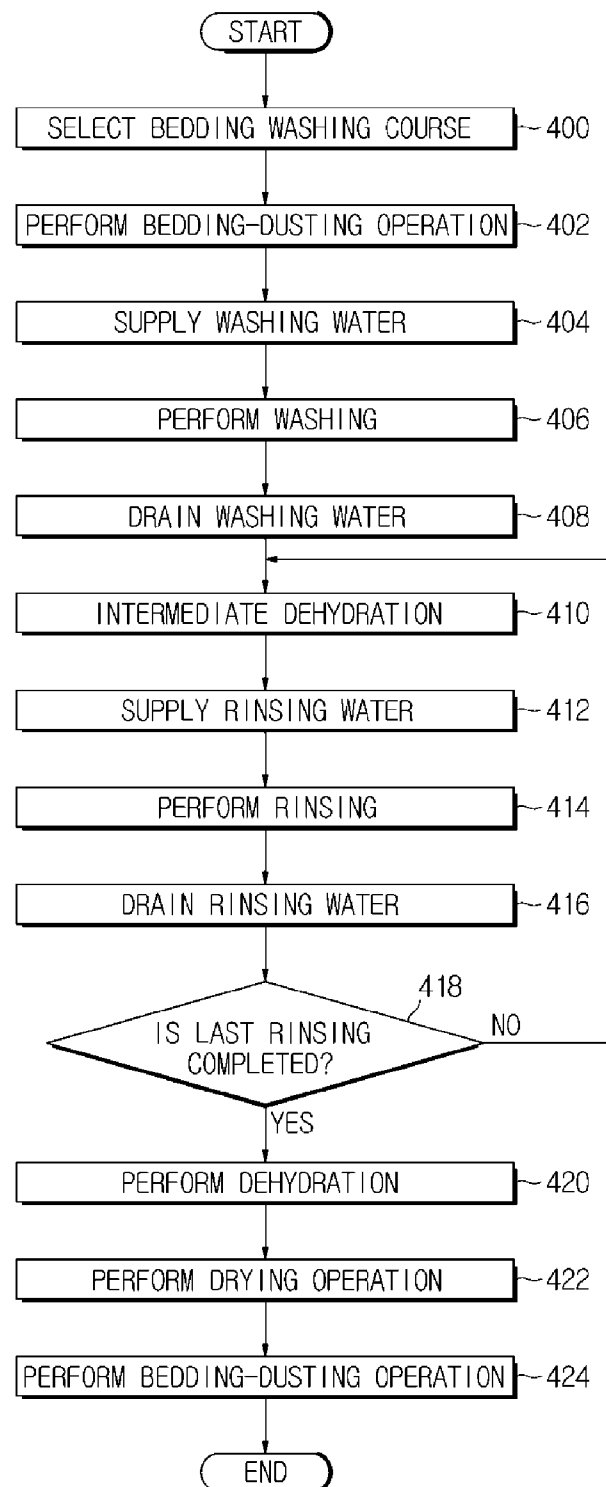 START
SELECT BEDDING WASHING COURSE 400
PERFORM BEDDING-DUSTING OPERATION 402
SUPPLY WASHING WATER 404
PERFORM WASHING 406
DRAIN WASHING WATER 408
INTERMEDIATE DEHYDRATION 410
SUPPLY RINSING WATER 412
PERFORM RINSING 414
DRAIN RINSING WATER 416
418
IS LAST RINSING NO
COMPLETED?
YES
PERFORM DEHYDRATION 420
PERFORM DRYING OPERATION 422
PERFORM BEDDING-DUSTING OPERATION 424
END